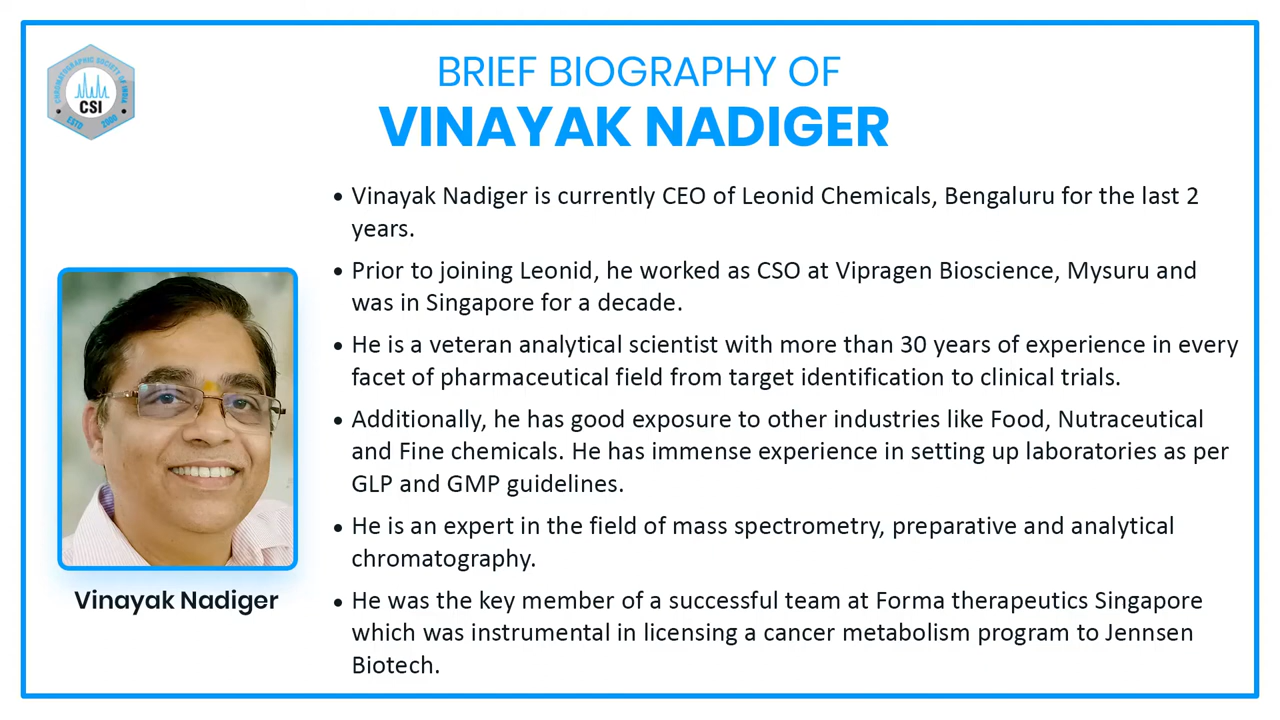 CHROMATOGRAPHIC SOCIETY OF INDIA
CSI
ESTD 2000
BRIEF BIOGRAPHY OF
VINAYAK NADIGER
• Vinayak Nadiger is currently CEO of Leonid Chemicals, Bengaluru for the last 2
years.
• Prior to joining Leonid, he worked as CSO at Vipragen Bioscience, Mysuru and
was in Singapore for a decade.
• He is a veteran analytical scientist with more than 30 years of experience in every
facet of pharmaceutical field from target identification to clinical trials.
• Additionally, he has good exposure to other industries like Food, Nutraceutical
and Fine chemicals. He has immense experience in setting up laboratories as per
GLP and GMP guidelines.
• He is an expert in the field of mass spectrometry, preparative and analytical
chromatography.
• He was the key member of a successful team at Forma therapeutics Singapore
which was instrumental in licensing a cancer metabolism program to Jennsen
Biotech.
Vinayak Nadiger